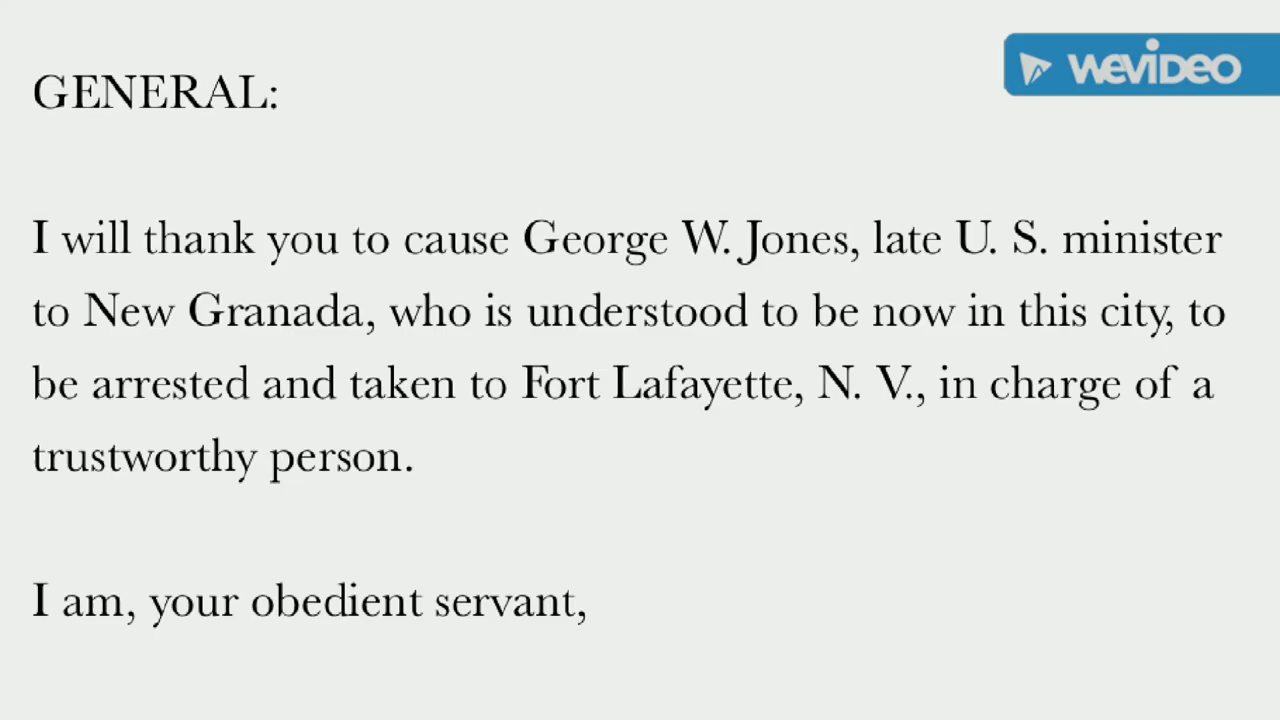 GENERAL:
WEVIDEO
I will thank you to cause George W. Jones, late U. S. minister
to New Granada, who is understood to be now in this city, to
be arrested and taken to Fort Lafayette, N. V., in charge of a
trustworthy person.
I am, your obedient servant,